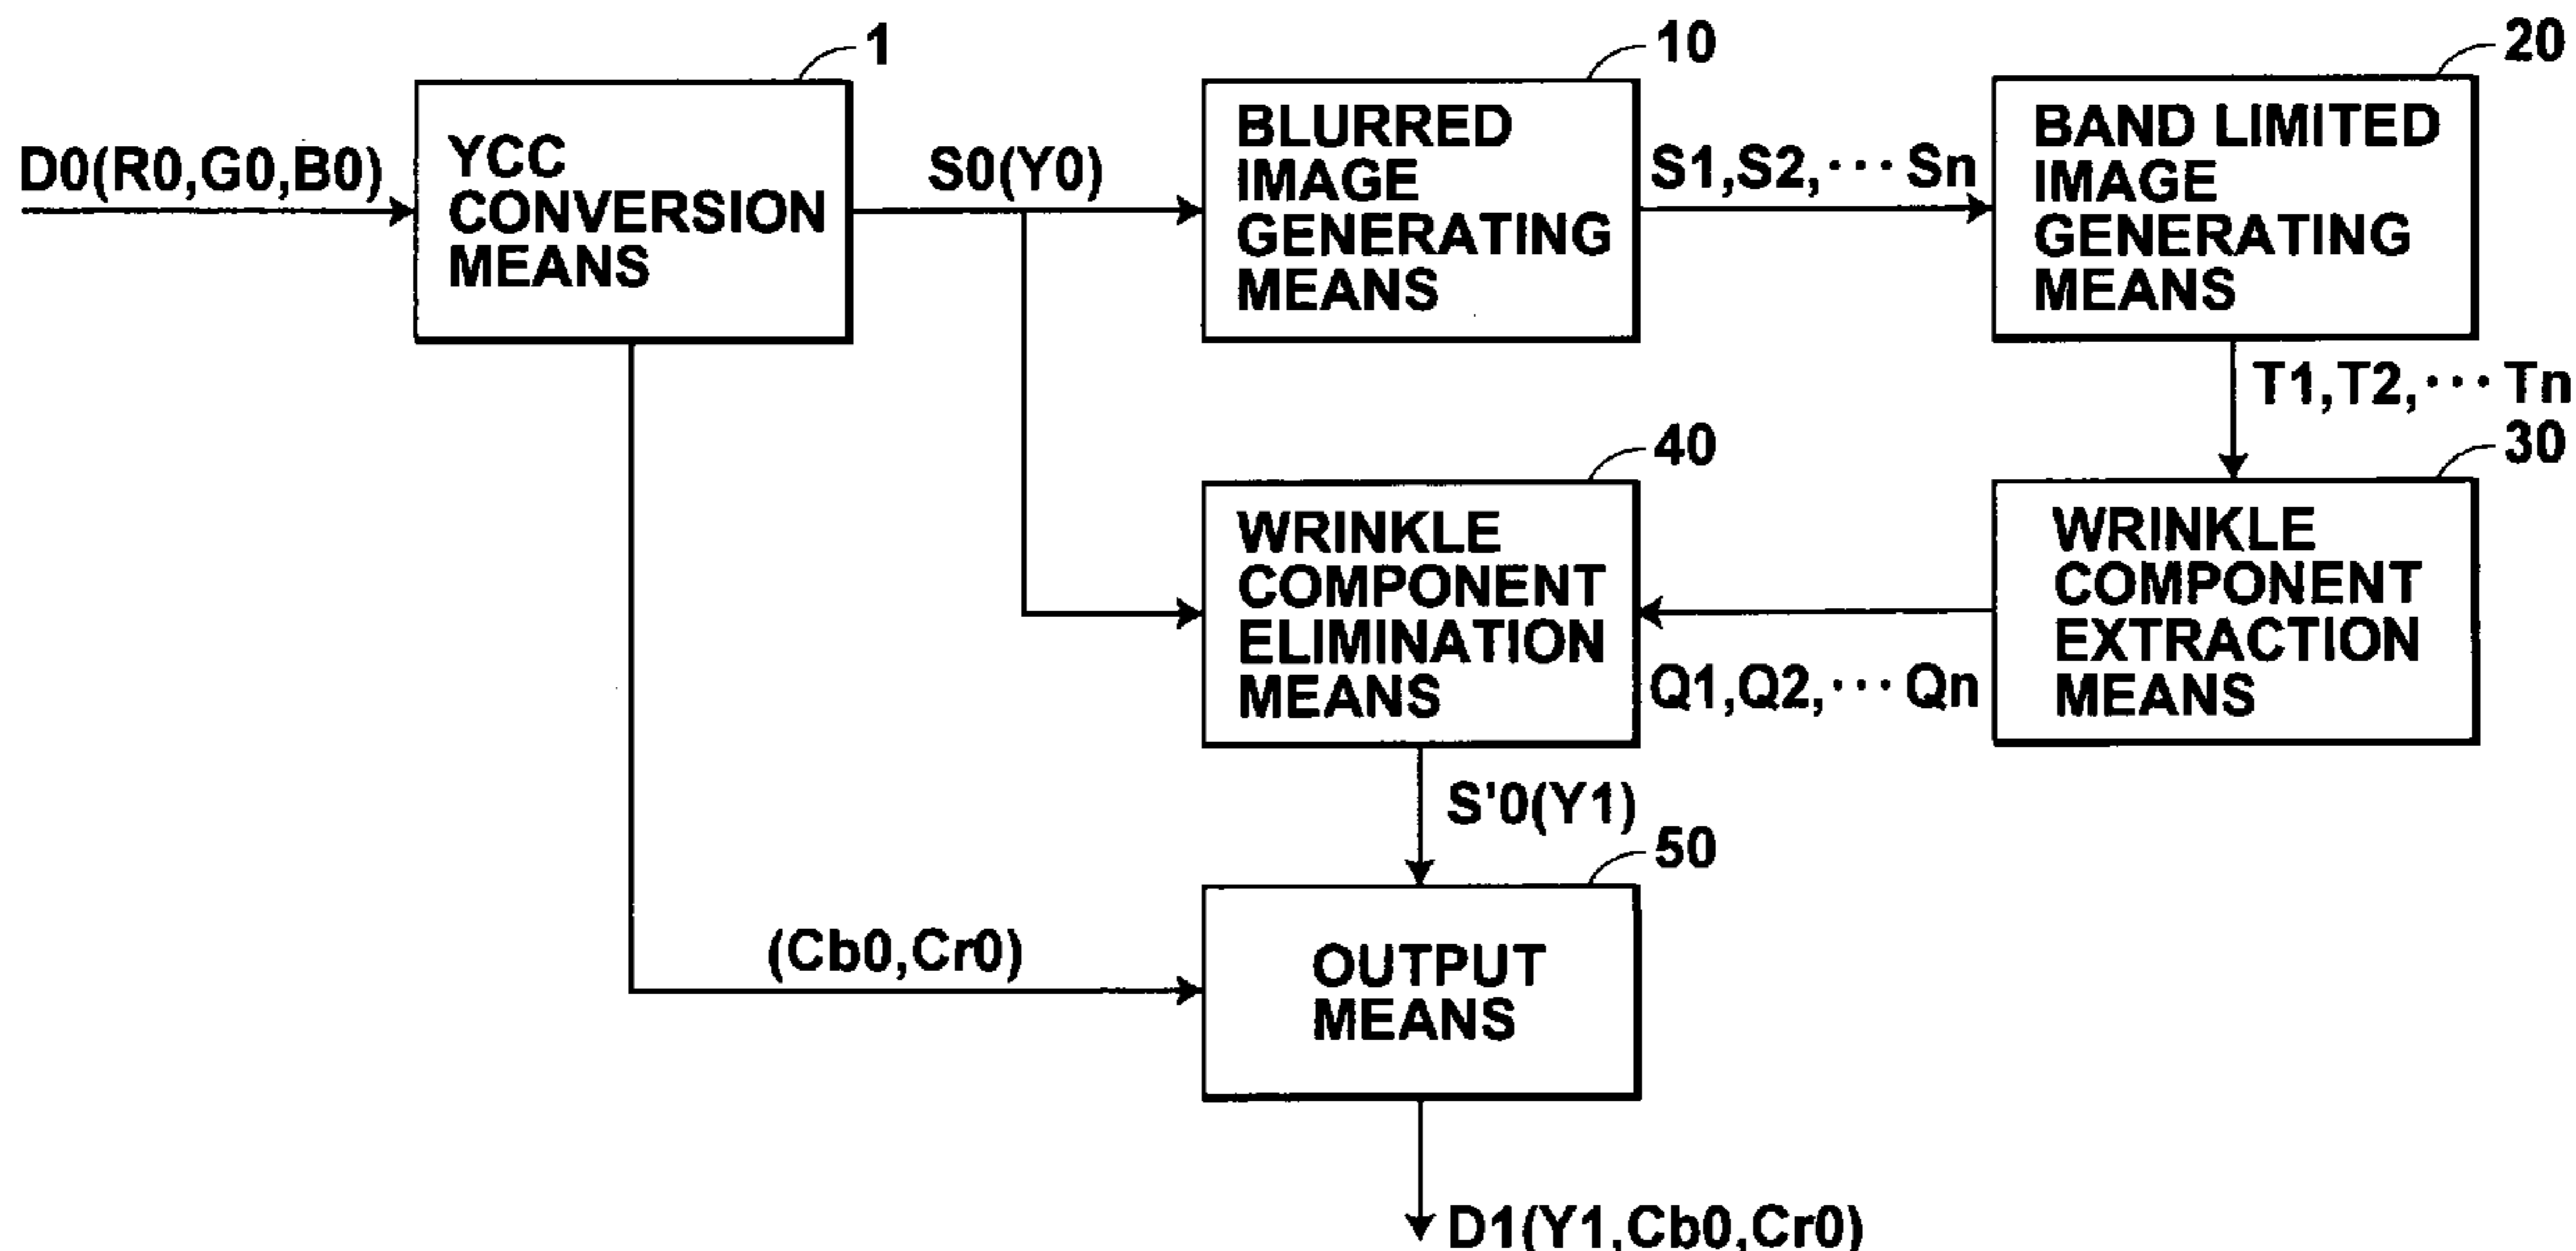 1
10
20
D0(R0,G0,B0)
YCC
CONVERSION
MEANS
S0(Y0)
BLURRED
IMAGE
GENERATING
MEANS
S1,S2,··· Sn
BAND LIMITED
IMAGE
GENERATING
MEANS
T1,T2,··· Tn
40
30
WRINKLE
COMPONENT
ELIMINATION
MEANS
Q1,Q2,··· Qn
WRINKLE
COMPONENT
EXTRACTION
MEANS
S'0(Y1)
50
(Cb0,Cr0)
OUTPUT
MEANS
D1(Y1,Cb0,Cr0)